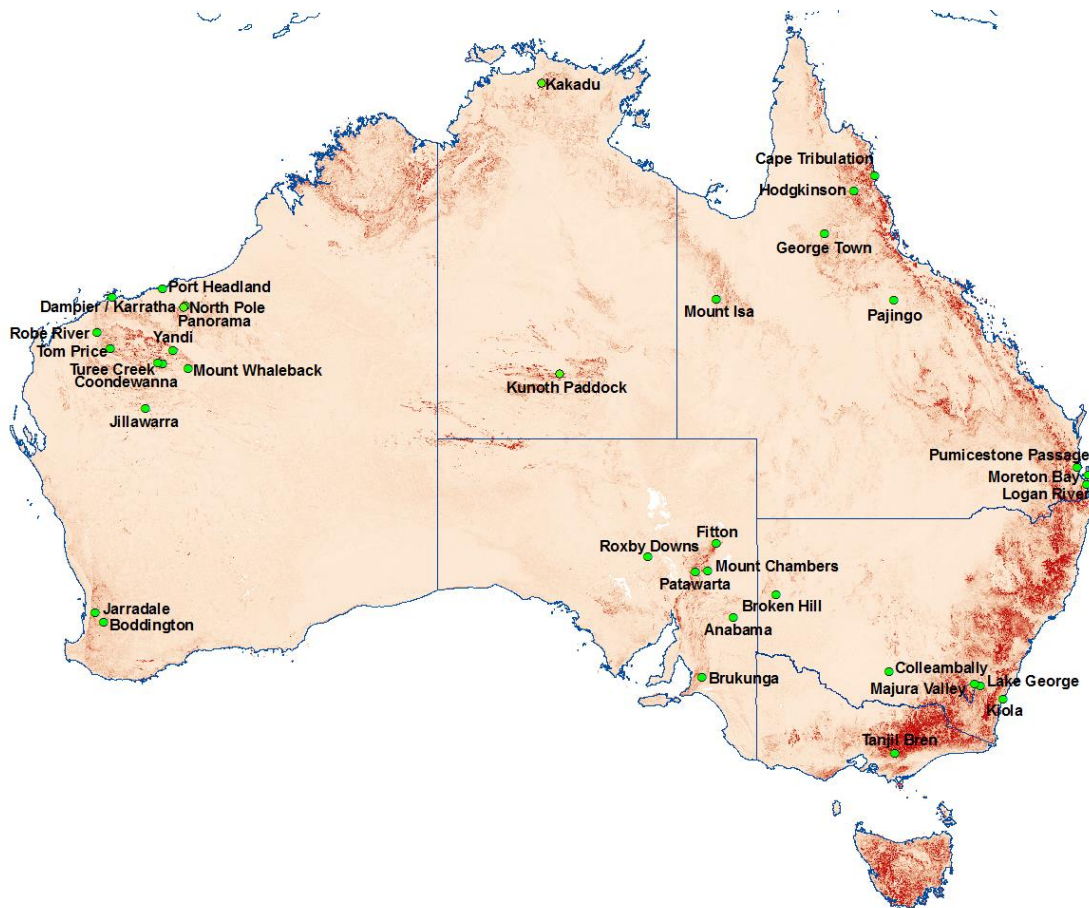 Kakadu
Cape Tribulation
Hodgkinson
George Town
Port Headland
Dampier / Karratha
North Pole
Panorama
Mount Isa
Pajingo
Robe River
Yandi
Tom Price
Turee Creek
Mount Whaleback
Coondewanna
Kunoth Paddock
Jillawarra
Pumicestone Passage
Moreton Bay
Logan River
Fitton
Roxby Downs
Mount Chambers
Patawarta
Broken Hill
Jarradale
Boddington
Anabama
Colleambally
Brukunga
Lake George
Majura Valley
Kiola
Tanjil Bren